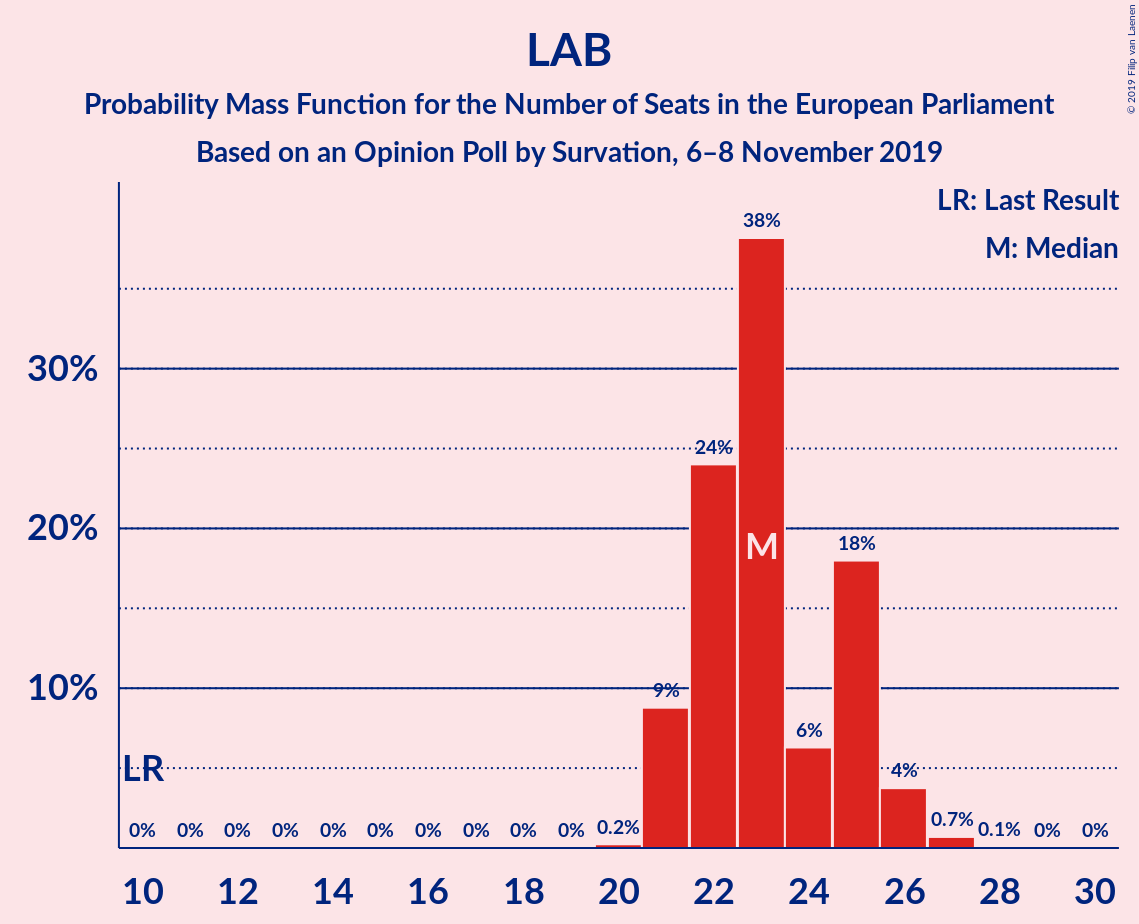 © 2019 Filip van Laenen
LAB
Probability Mass Function for the Number of Seats in the European Parliament
Based on an Opinion Poll by Survation, 6–8 November 2019
LR: Last Result
M: Median
30%
20%
10%
LR
M
0% 0% 0% 0% 0% 0% 0% 0% 0% 0% 0.2% 9% 24% 38% 6% 18% 4% 0.7% 0.1% 0% 0%
10 12 14 16 18 20 22 24 26 28 30